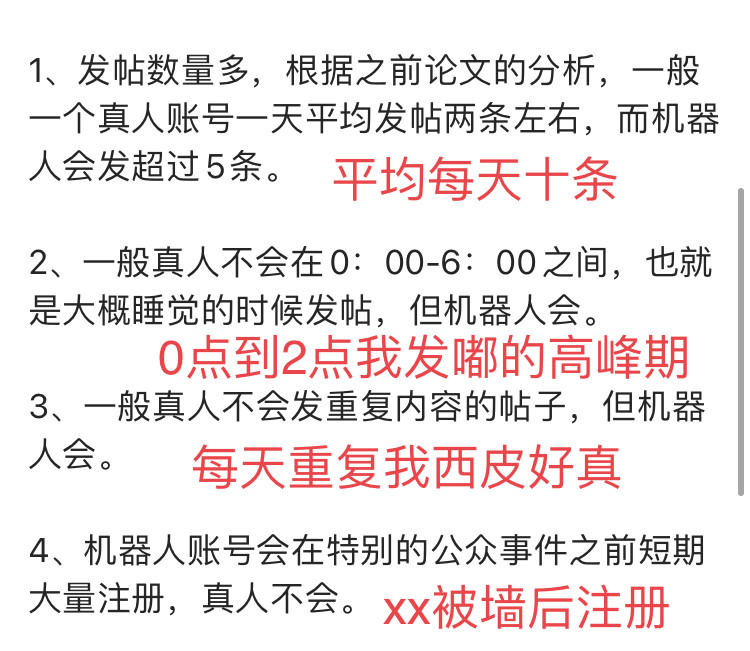 1、发帖数量多，根据之前论文的分析，一般
一个真人账号一天平均发帖两条左右，而机器
人会发超过5条。
平均每天十条
2、一般真人不会在0：00-6：00之间，也就
是大概睡觉的时候发帖，但机器人会。
0点到2点我发嘟的高峰期
3、一般真人不会发重复内容的帖子，但机器
人会。
每天重复我西皮好真
4、机器人账号会在特别的公众事件之前短期
大量注册，真人不会。
xx被墙后注册